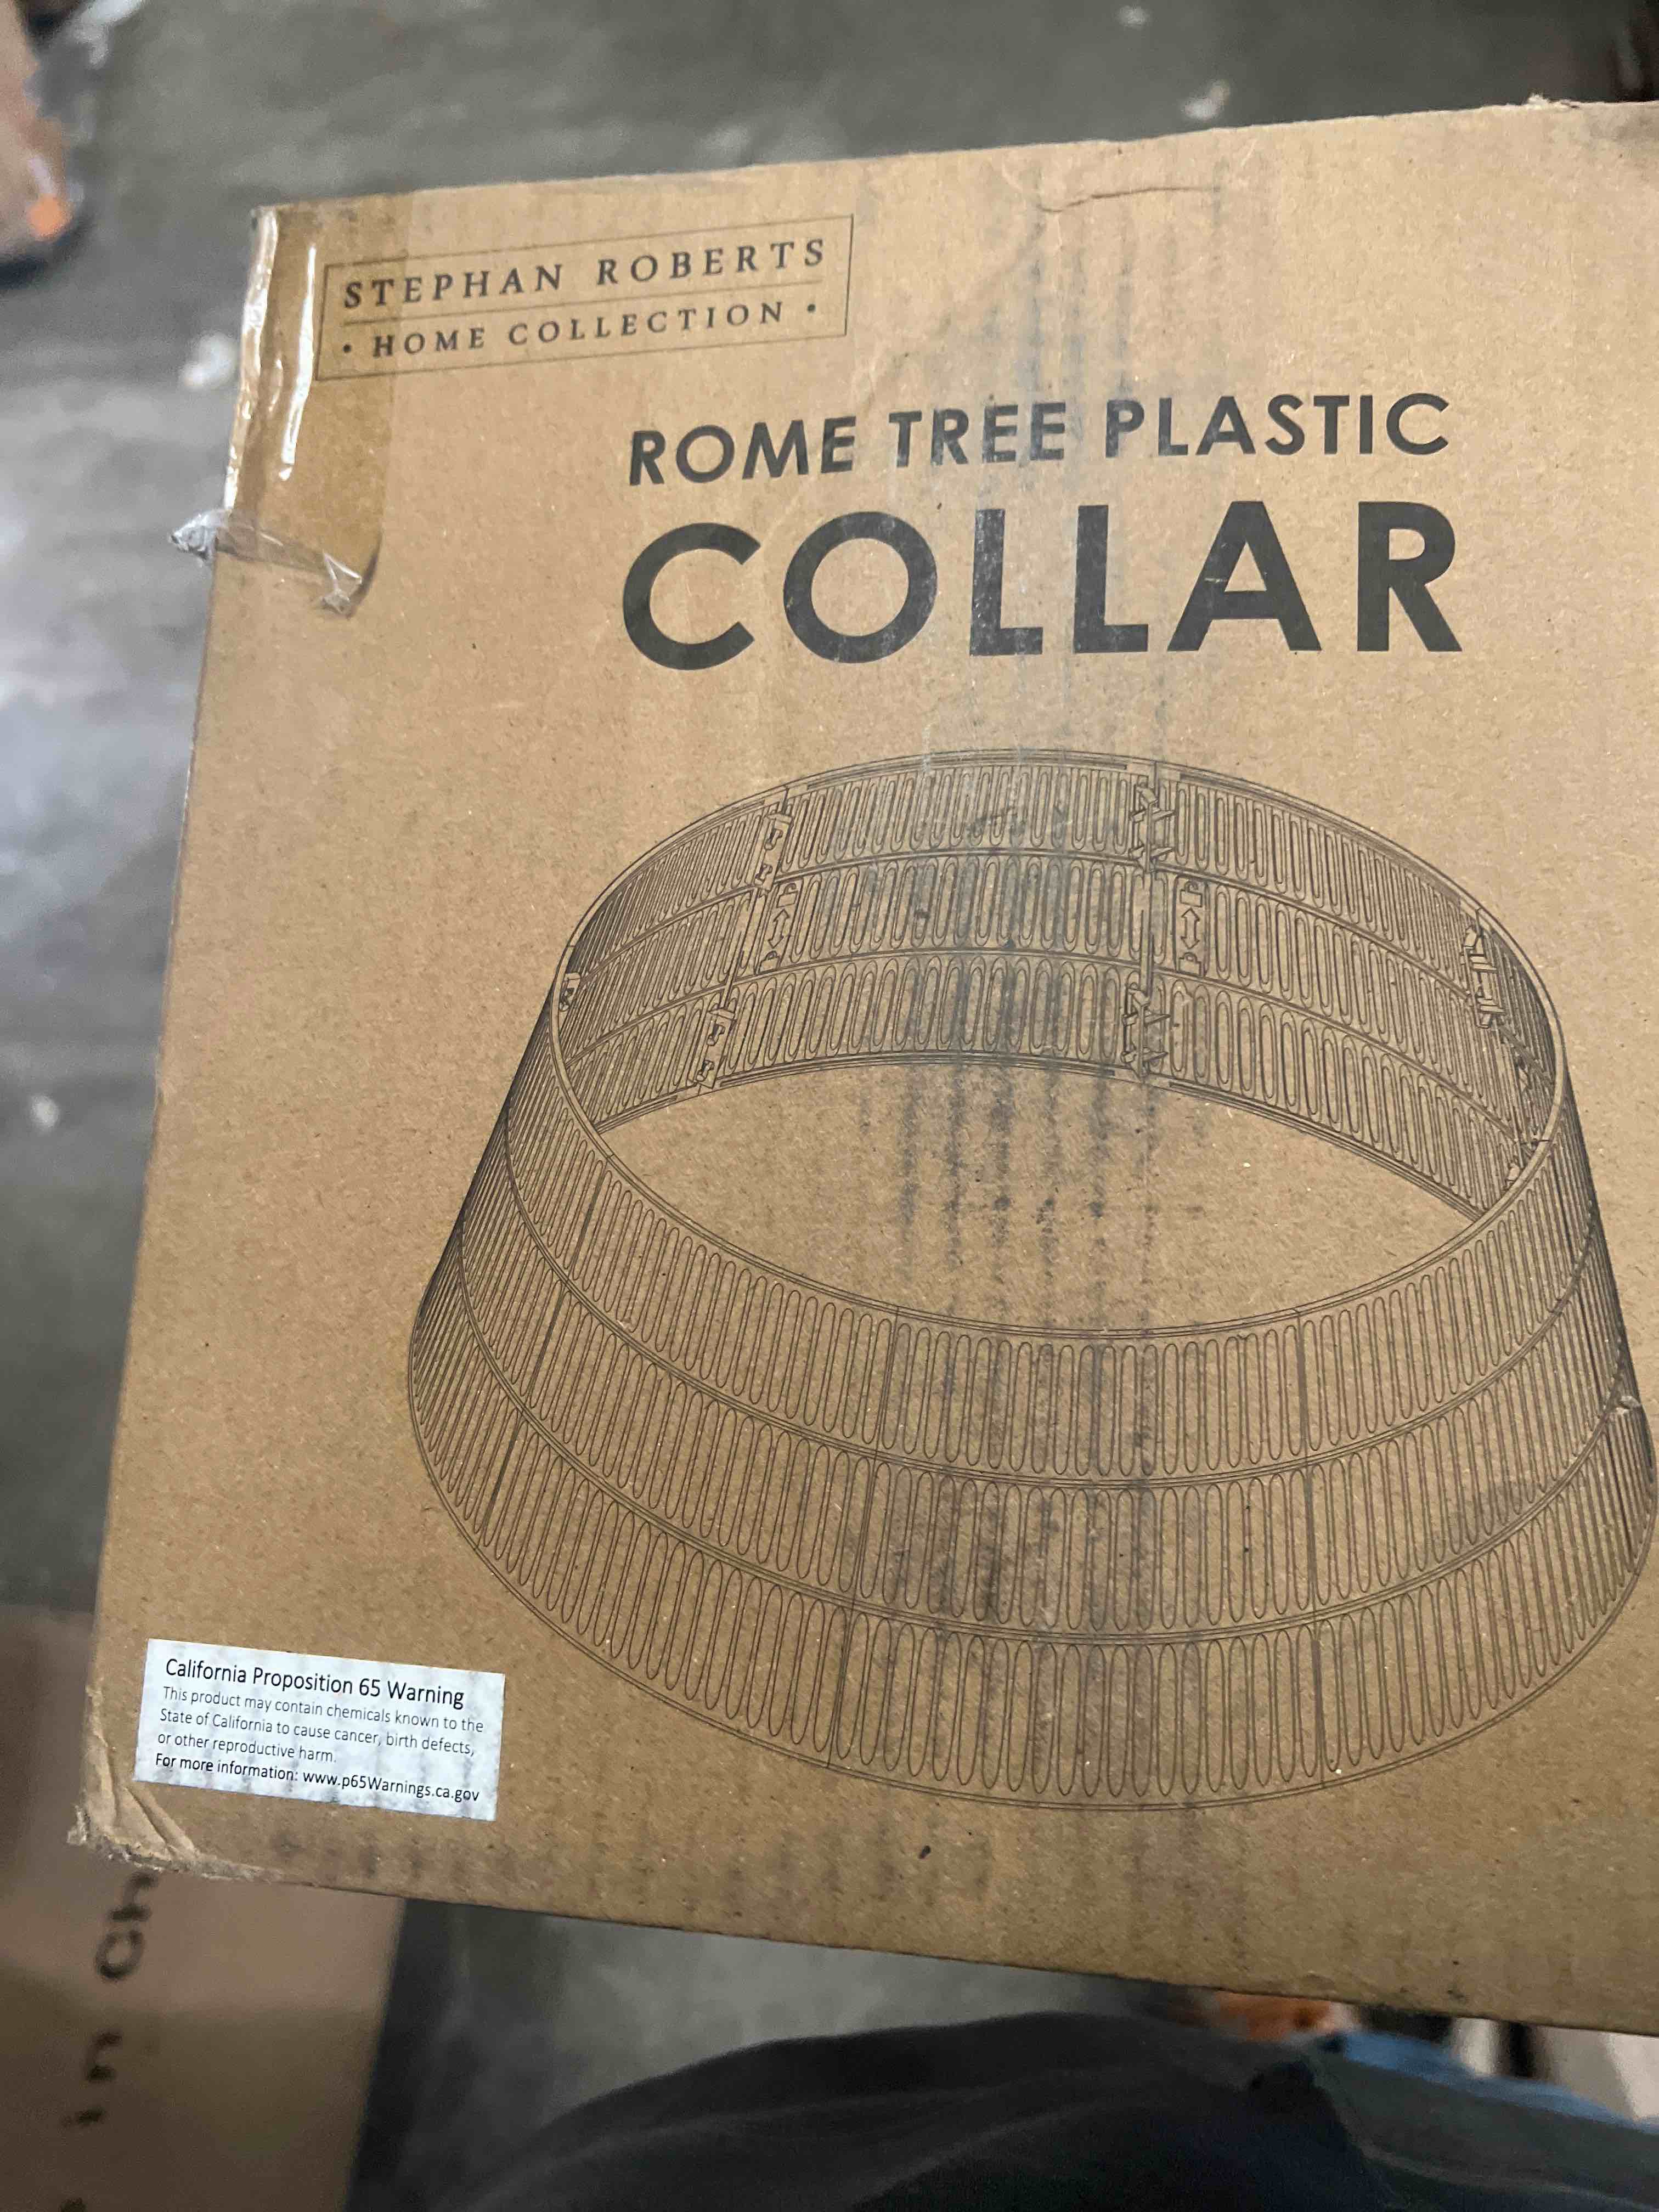 STEPHAN ROBERTS
• HOME COLLECTION •
ROME TREE PLASTIC
COLLAR
California Proposition 65 Warning
This product may contain chemicals known to the
State of California to cause cancer, birth defects,
or other reproductive harm.
For more information: www.p65Warnings.ca.gov
in Ch